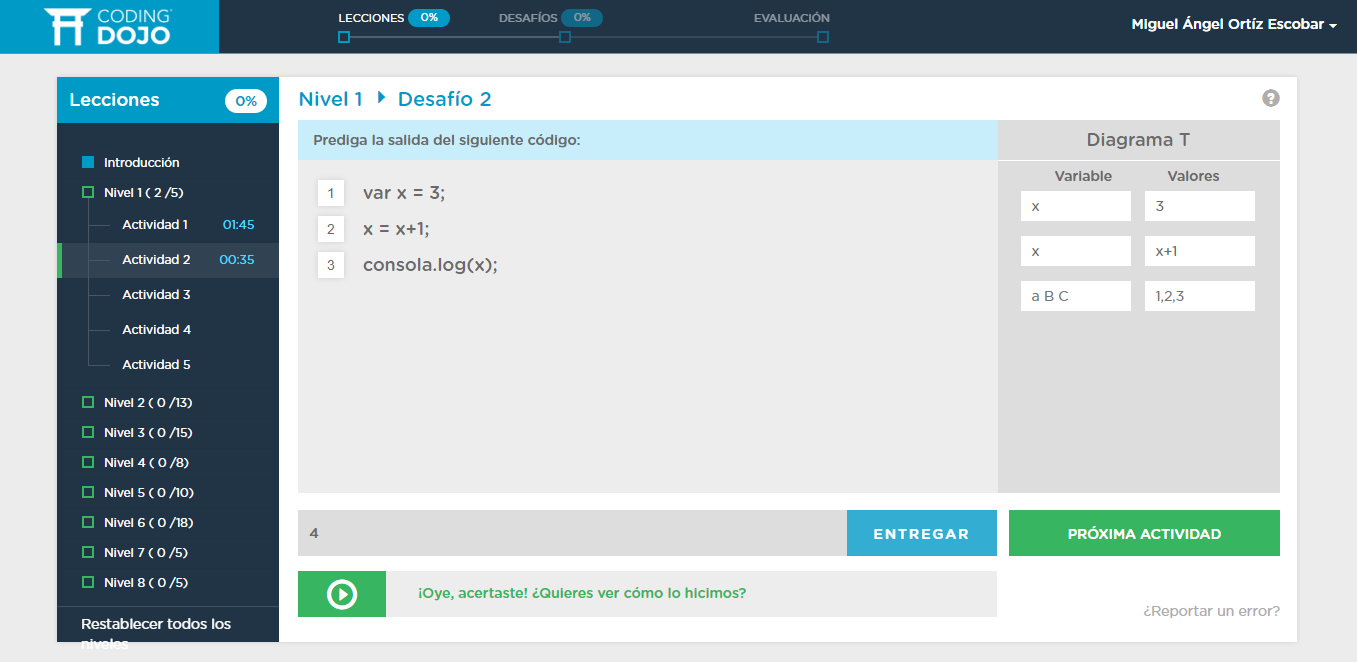 CODING
DOJO
LECCIONES 0%
DESAFÍOS 0%
EVALUACIÓN
Miguel Ángel Ortíz Escobar
Lecciones 0%
Introducción
Nivel 1 ( 2 /5)
Actividad 1 01:45
Actividad 2 00:35
Actividad 3
Actividad 4
Actividad 5
Nivel 2 ( 0 /13)
Nivel 3 ( 0 /15)
Nivel 4 ( 0 /8)
Nivel 5 ( 0 /10)
Nivel 6 ( 0 /18)
Nivel 7 ( 0 /5)
Nivel 8 ( 0 /5)
Restablecer todos los
niveles
Nivel 1 Desafío 2
?
Prediga la salida del siguiente código:
1 var x = 3;
2 x = x+1;
3 consola.log(x);
Diagrama T
Variable Valores
x 3
x x+1
a B C 1,2,3
4
ENTREGAR
PRÓXIMA ACTIVIDAD
¡Oye, acertaste! ¿Quieres ver cómo lo hicimos?
¿Reportar un error?